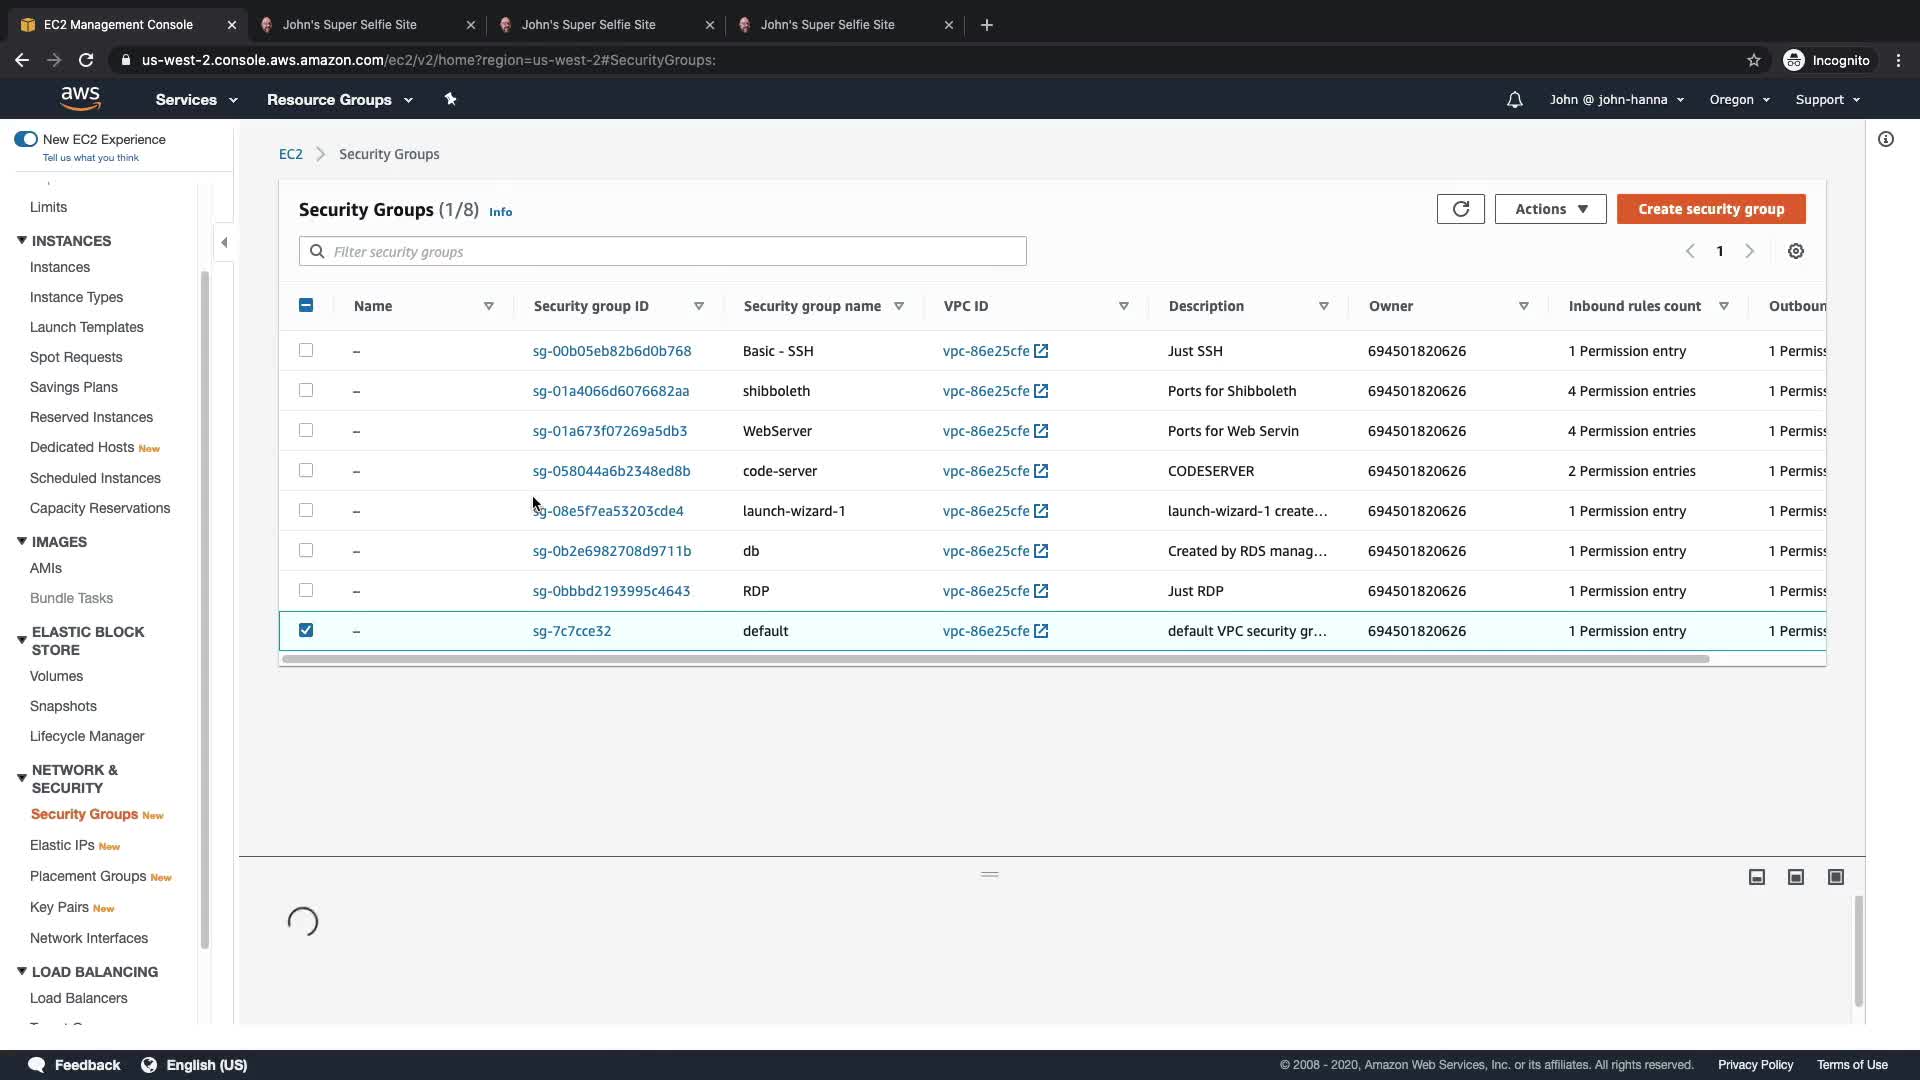 EC2 Management Console
John's Super Selfie Site
John's Super Selfie Site
John's Super Selfie Site
us-west-2.console.aws.amazon.com/ec2/v2/home?region=us-west-2#SecurityGroups:
Incognito
aws
Services
Resource Groups
John @ john-hanna
Oregon
Support
New EC2 Experience
Tell us what you think
Limits
INSTANCES
Instances
Instance Types
Launch Templates
Spot Requests
Savings Plans
Reserved Instances
Dedicated Hosts New
Scheduled Instances
Capacity Reservations
IMAGES
AMIs
Bundle Tasks
ELASTIC BLOCK
STORE
Volumes
Snapshots
Lifecycle Manager
NETWORK &
SECURITY
Security Groups New
Elastic IPs New
Placement Groups New
Key Pairs New
Network Interfaces
LOAD BALANCING
Load Balancers
EC2 > Security Groups
Security Groups (1/8) Info
Actions
Create security group
Filter security groups
1
Name Security group ID Security group name VPC ID Description Owner Inbound rules count Outboun
– sg-00b05eb82b6d0b768 Basic - SSH vpc-86e25cfe Just SSH 694501820626 1 Permission entry 1 Permiss
– sg-01a4066d6076682aa shibboleth vpc-86e25cfe Ports for Shibboleth 694501820626 4 Permission entries 1 Permiss
– sg-01a673f07269a5db3 WebServer vpc-86e25cfe Ports for Web Servin 694501820626 4 Permission entries 1 Permiss
– sg-058044a6b2348ed8b code-server vpc-86e25cfe CODESERVER 694501820626 2 Permission entries 1 Permiss
– sg-08e5f7ea53203cde4 launch-wizard-1 vpc-86e25cfe launch-wizard-1 create... 694501820626 1 Permission entry 1 Permiss
– sg-0b2e6982708d9711b db vpc-86e25cfe Created by RDS manag... 694501820626 1 Permission entry 1 Permiss
– sg-0bbbd2193995c4643 RDP vpc-86e25cfe Just RDP 694501820626 1 Permission entry 1 Permiss
– sg-7c7cce32 default vpc-86e25cfe default VPC security gr... 694501820626 1 Permission entry 1 Permiss
Feedback
English (US)
© 2008 - 2020, Amazon Web Services, Inc. or its affiliates. All rights reserved.
Privacy Policy
Terms of Use